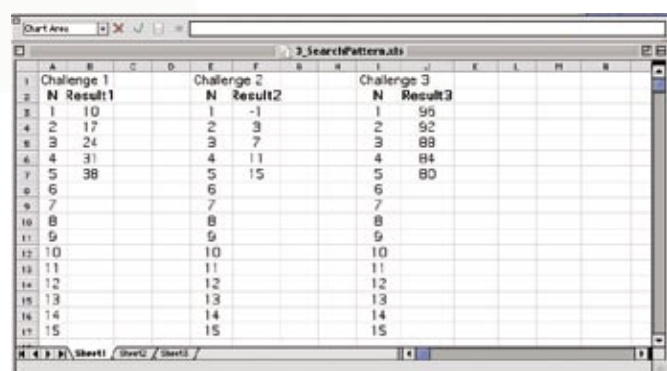 Chart Area
3_SearchPattern.xls
A B C D E F G H I J K L M N
1 Challenge 1 Challenge 2 Challenge 3
2 N Result1 N Result2 N Result3
3 1 10 1 -1 1 96
4 2 17 2 3 2 92
5 3 24 3 7 3 88
6 4 31 4 11 4 84
7 5 38 5 15 5 80
8 6 6 6
9 7 7 7
10 8 8 8
11 9 9 9
12 10 10 10
13 11 11 11
14 12 12 12
15 13 13 13
16 14 14 14
17 15 15 15
Sheet1 Sheet2 Sheet3